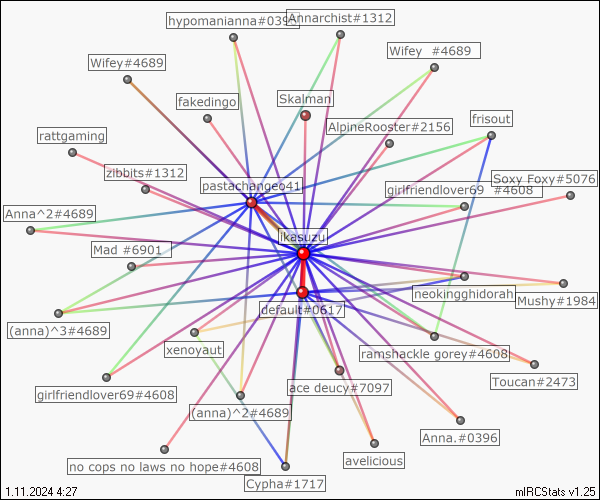 hypomanianna#039
Annarchist#1312
Wifey#4689
Wifey  #4689
fakedingo
Skalman
AlpineRooster#2156
frisout
rattgaming
zibbits#1312
pastachangeo41
girlfriendlover69  #4608
Soxy Foxy#5076
Anna^2#4689
ikasuzu
Mad #6901
neokingghidorah
Mushy#1984
default#0617
(anna)^3#4689
xenoyaut
ramshackle gorey#4608
Toucan#2473
girlfriendlover69#4608
ace deucy#7097
(anna)^2#4689
Anna.#0396
no cops no laws no hope#4608
avelicious
Cypha#1717
1.11.2024 4:27
mIRCStats v1.25